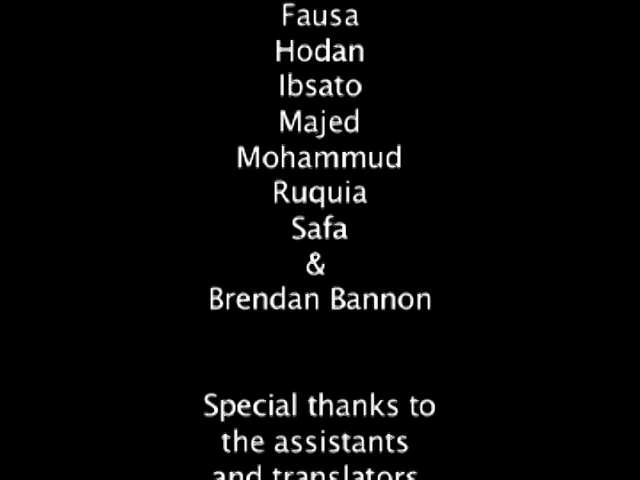 Fausa
Hodan
Ibsato
Majed
Mohammud
Ruquia
Safa
&
Brendan Bannon
Special thanks to
the assistants
and translators